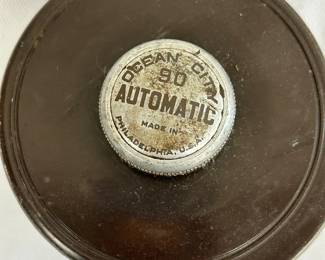 OCEAN CITY
90
AUTOMATIC
MADE IN
PHILADELPHIA, U.S.A.